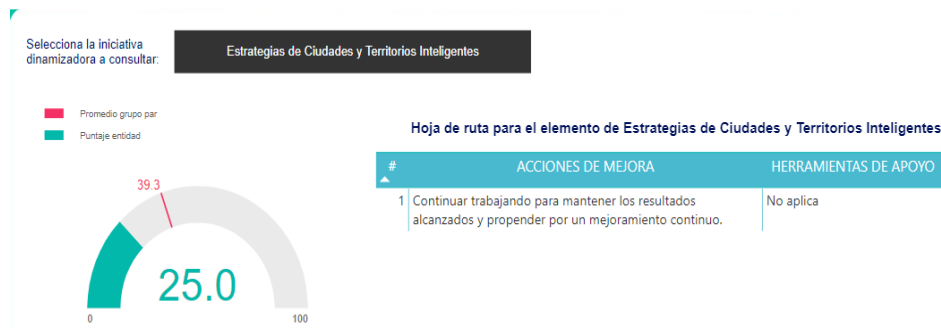 Selecciona la iniciativa
dinamizadora a consultar:
Estrategias de Ciudades y Territorios Inteligentes
Promedio grupo par
Puntaje entidad
39.3
25.0
0
100
Hoja de ruta para el elemento de Estrategias de Ciudades y Territorios Inteligentes
# ACCIONES DE MEJORA HERRAMIENTAS DE APOYO
1 Continuar trabajando para mantener los resultados No aplica
alcanzados y propender por un mejoramiento continuo.